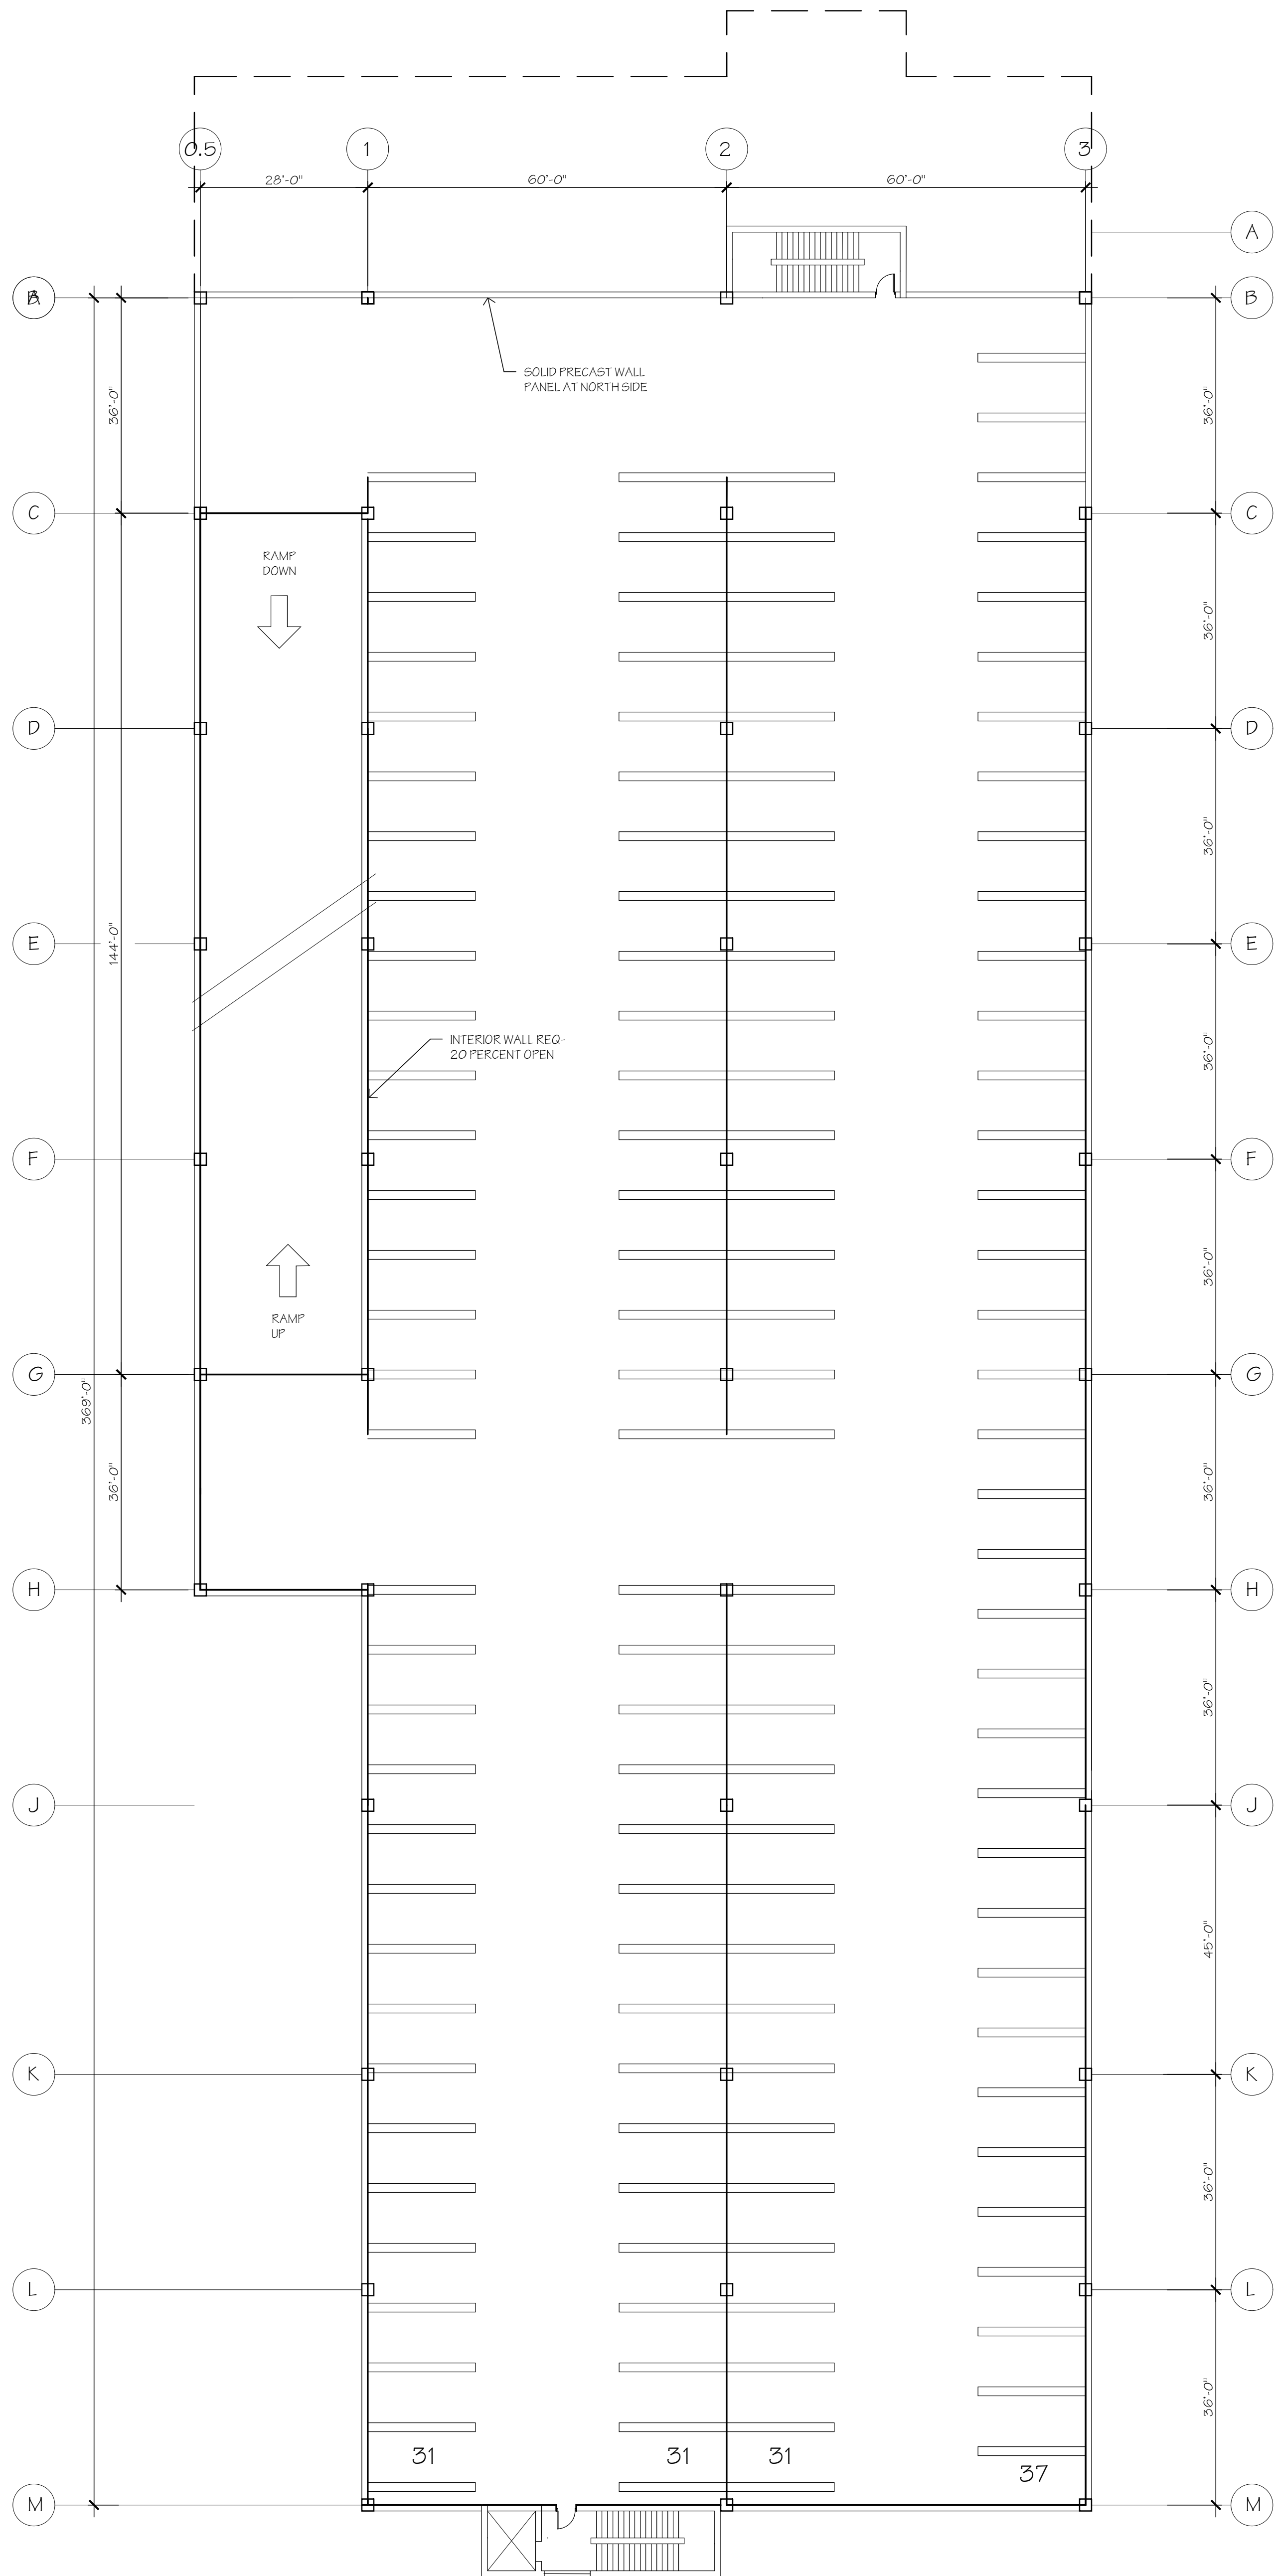 0.5
1
2
3
28'-0"
60'-0"
60'-0"
A
B
B
36'-0"
36'-0"
SOLID PRECAST WALL
PANEL AT NORTH SIDE
C
C
RAMP
DOWN
36'-0"
D
D
36'-0"
E
144'-0"
E
INTERIOR WALL REQ-
20 PERCENT OPEN
36'-0"
F
F
36'-0"
RAMP
UP
G
G
369'-0"
36'-0"
36'-0"
H
H
36'-0"
J
J
45'-0"
K
K
36'-0"
L
L
36'-0"
31
31
31
37
M
M